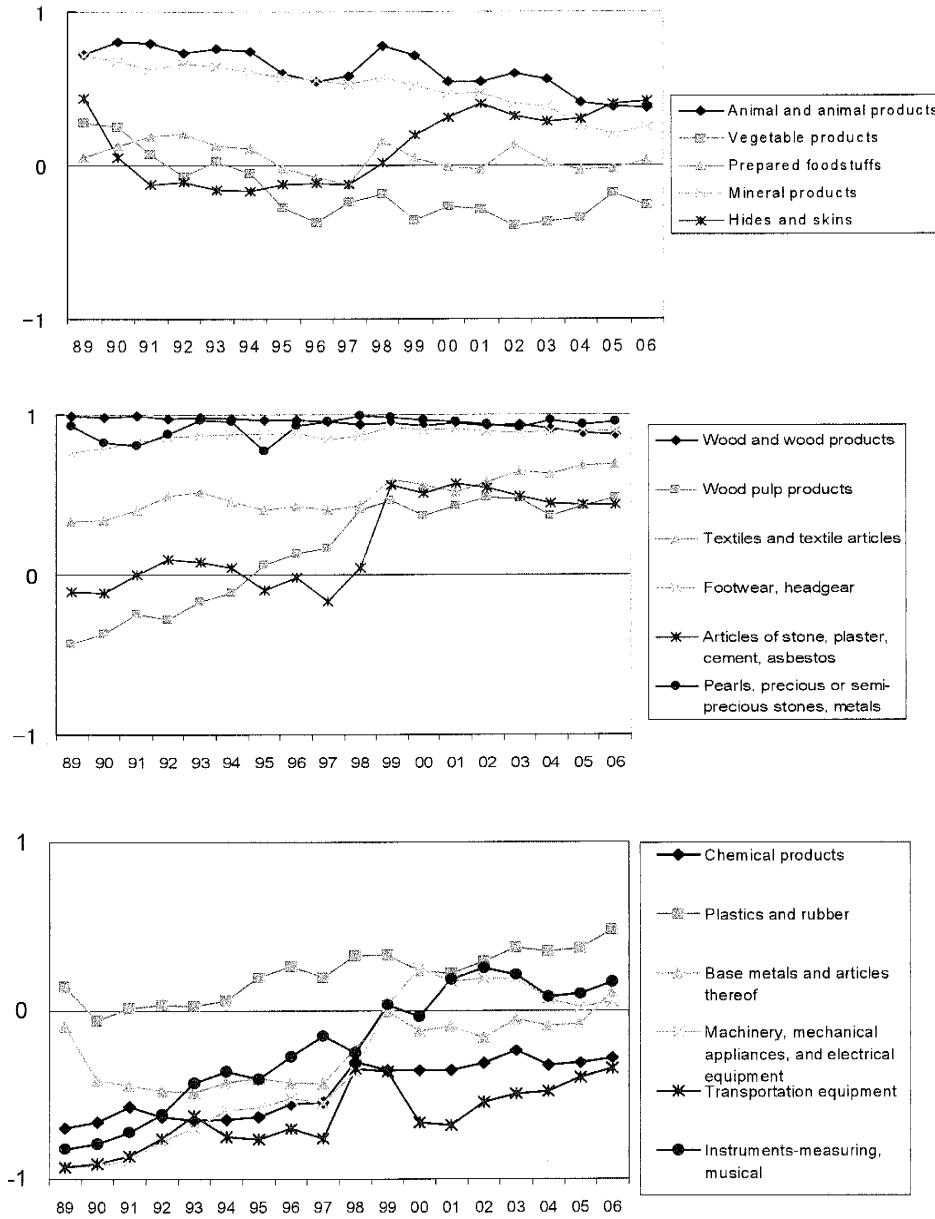 1
0
−1
89 90 91 92 93 94 95 96 97 98 99 00 01 02 03 04 05 06
Animal and animal products
Vegetable products
Prepared foodstuffs
Mineral products
Hides and skins
1
0
−1
89 90 91 92 93 94 95 96 97 98 99 00 01 02 03 04 05 06
Wood and wood products
Wood pulp products
Textiles and textile articles
Footwear, headgear
Articles of stone, plaster,
cement, asbestos
Pearls, precious or semi-
precious stones, metals
1
0
-1
89 90 91 92 93 94 95 96 97 98 99 00 01 02 03 04 05 06
Chemical products
Plastics and rubber
Base metals and articles
thereof
Machinery, mechanical
appliances, and electrical
equipment
Transportation equipment
Instruments-measuring,
musical